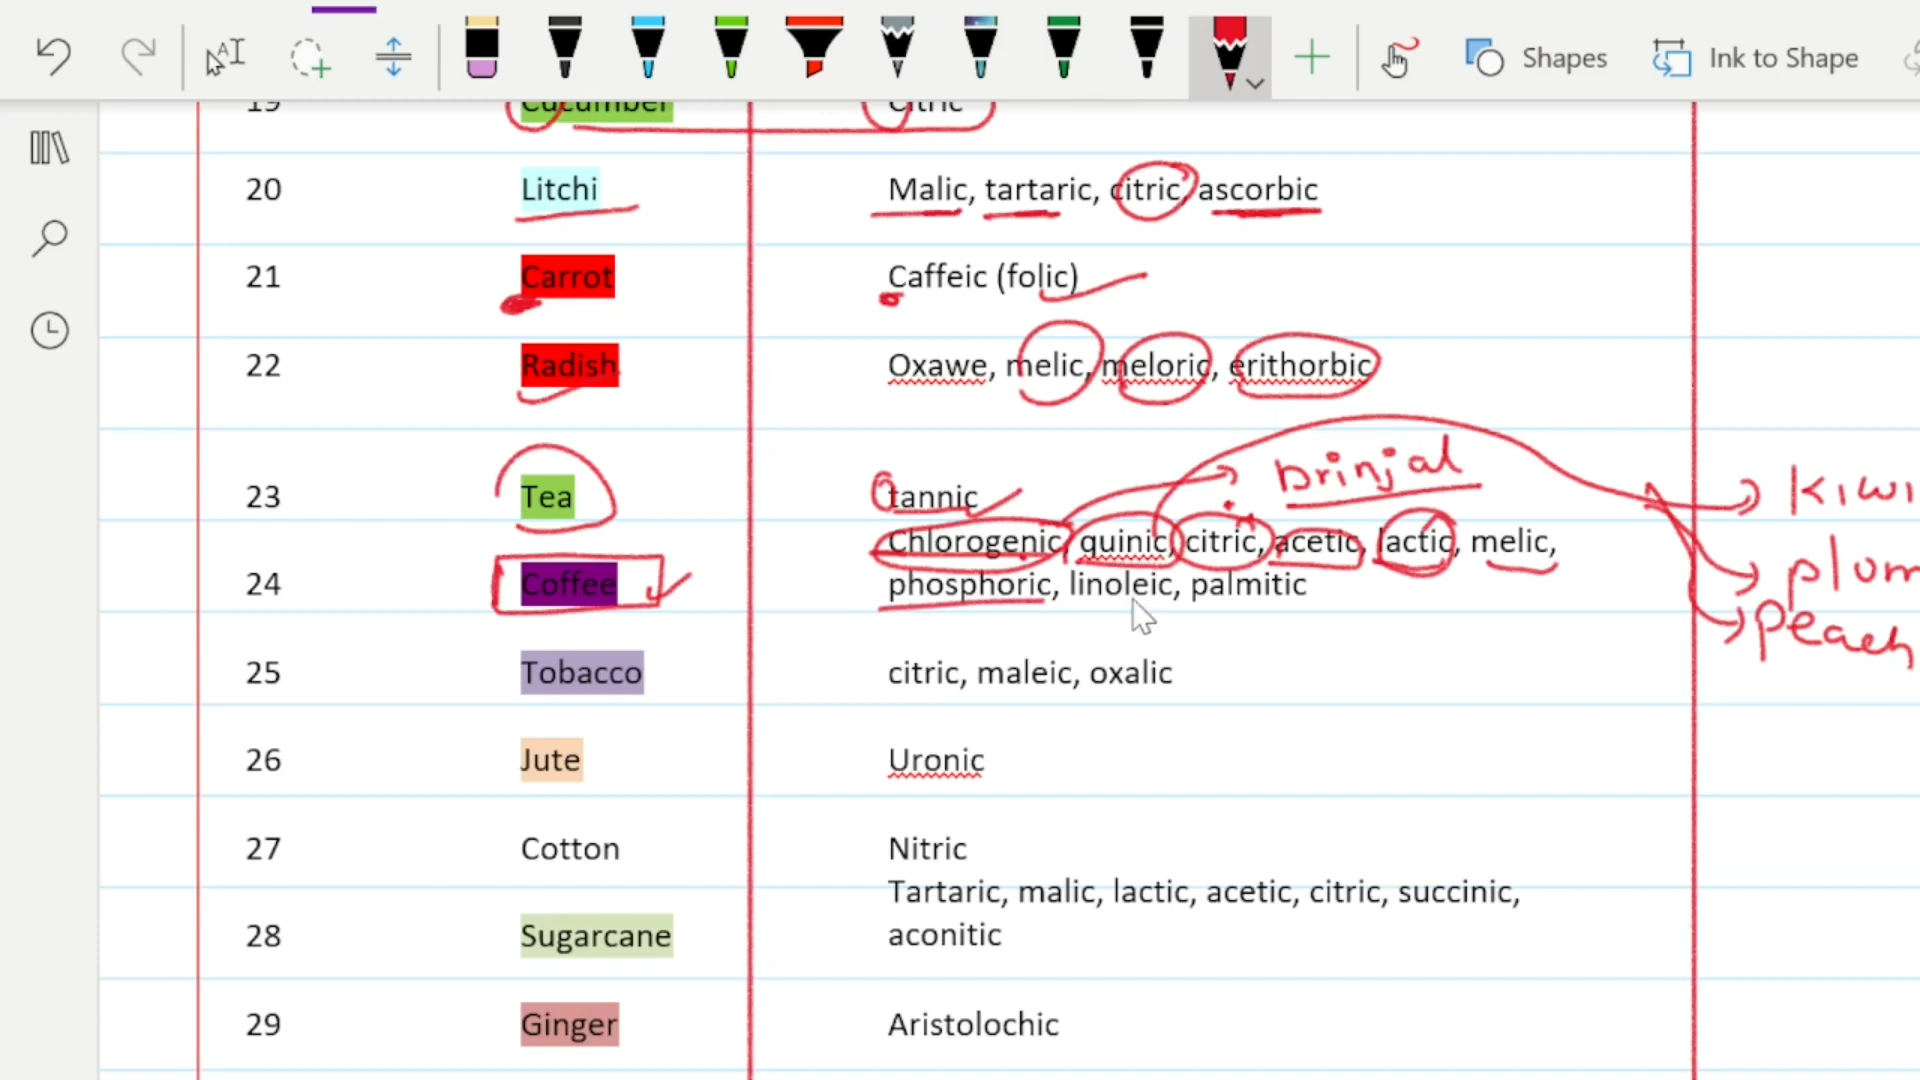 Shapes Ink to Shape
19 Cucumber Citric
20 Litchi Malic, tartaric, citric, ascorbic
21 Carrot Caffeic (folic)
22 Radish Oxawe, melic, meloric, erithorbic
brinjal
23 Tea tannic
kiwi
Chlorogenic, quinic, citric, acetic, lactic, melic,
24 Coffee phosphoric, linoleic, palmitic
plum
peach
25 Tobacco citric, maleic, oxalic
26 Jute Uronic
27 Cotton Nitric
Tartaric, malic, lactic, acetic, citric, succinic,
28 Sugarcane aconitic
29 Ginger Aristolochic